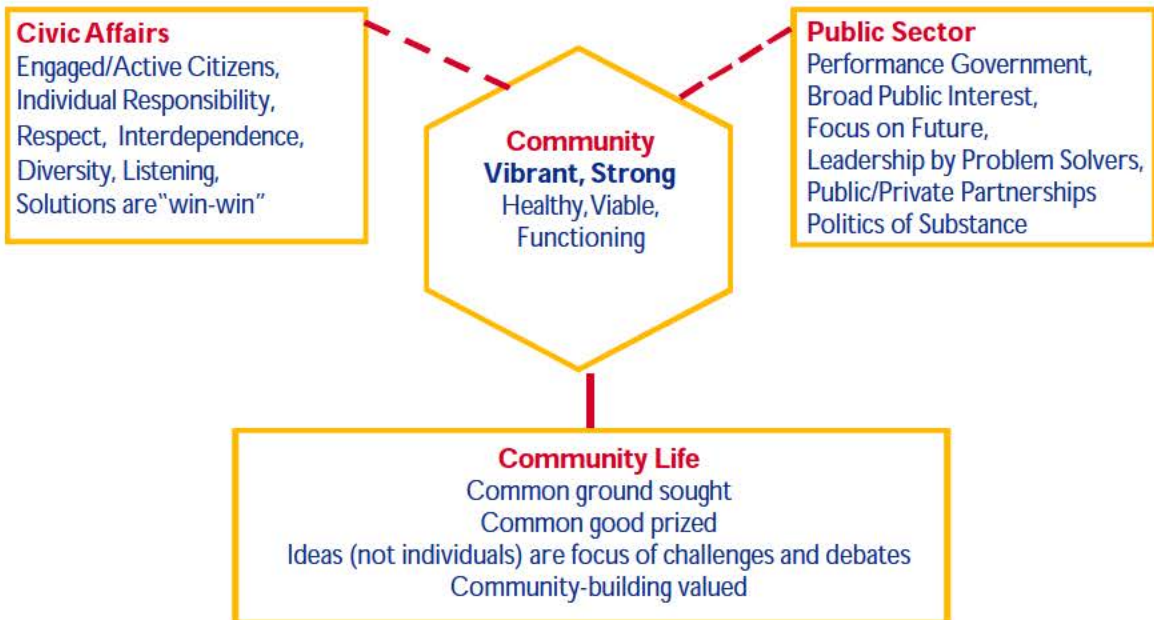 Civic Affairs
Engaged/Active Citizens,
Individual Responsibility,
Respect, Interdependence,
Diversity, Listening,
Solutions are "win-win"
Community
Vibrant, Strong
Healthy, Viable,
Functioning
Public Sector
Performance Government,
Broad Public Interest,
Focus on Future,
Leadership by Problem Solvers,
Public/Private Partnerships
Politics of Substance
Community Life
Common ground sought
Common good prized
Ideas (not individuals) are focus of challenges and debates
Community-building valued